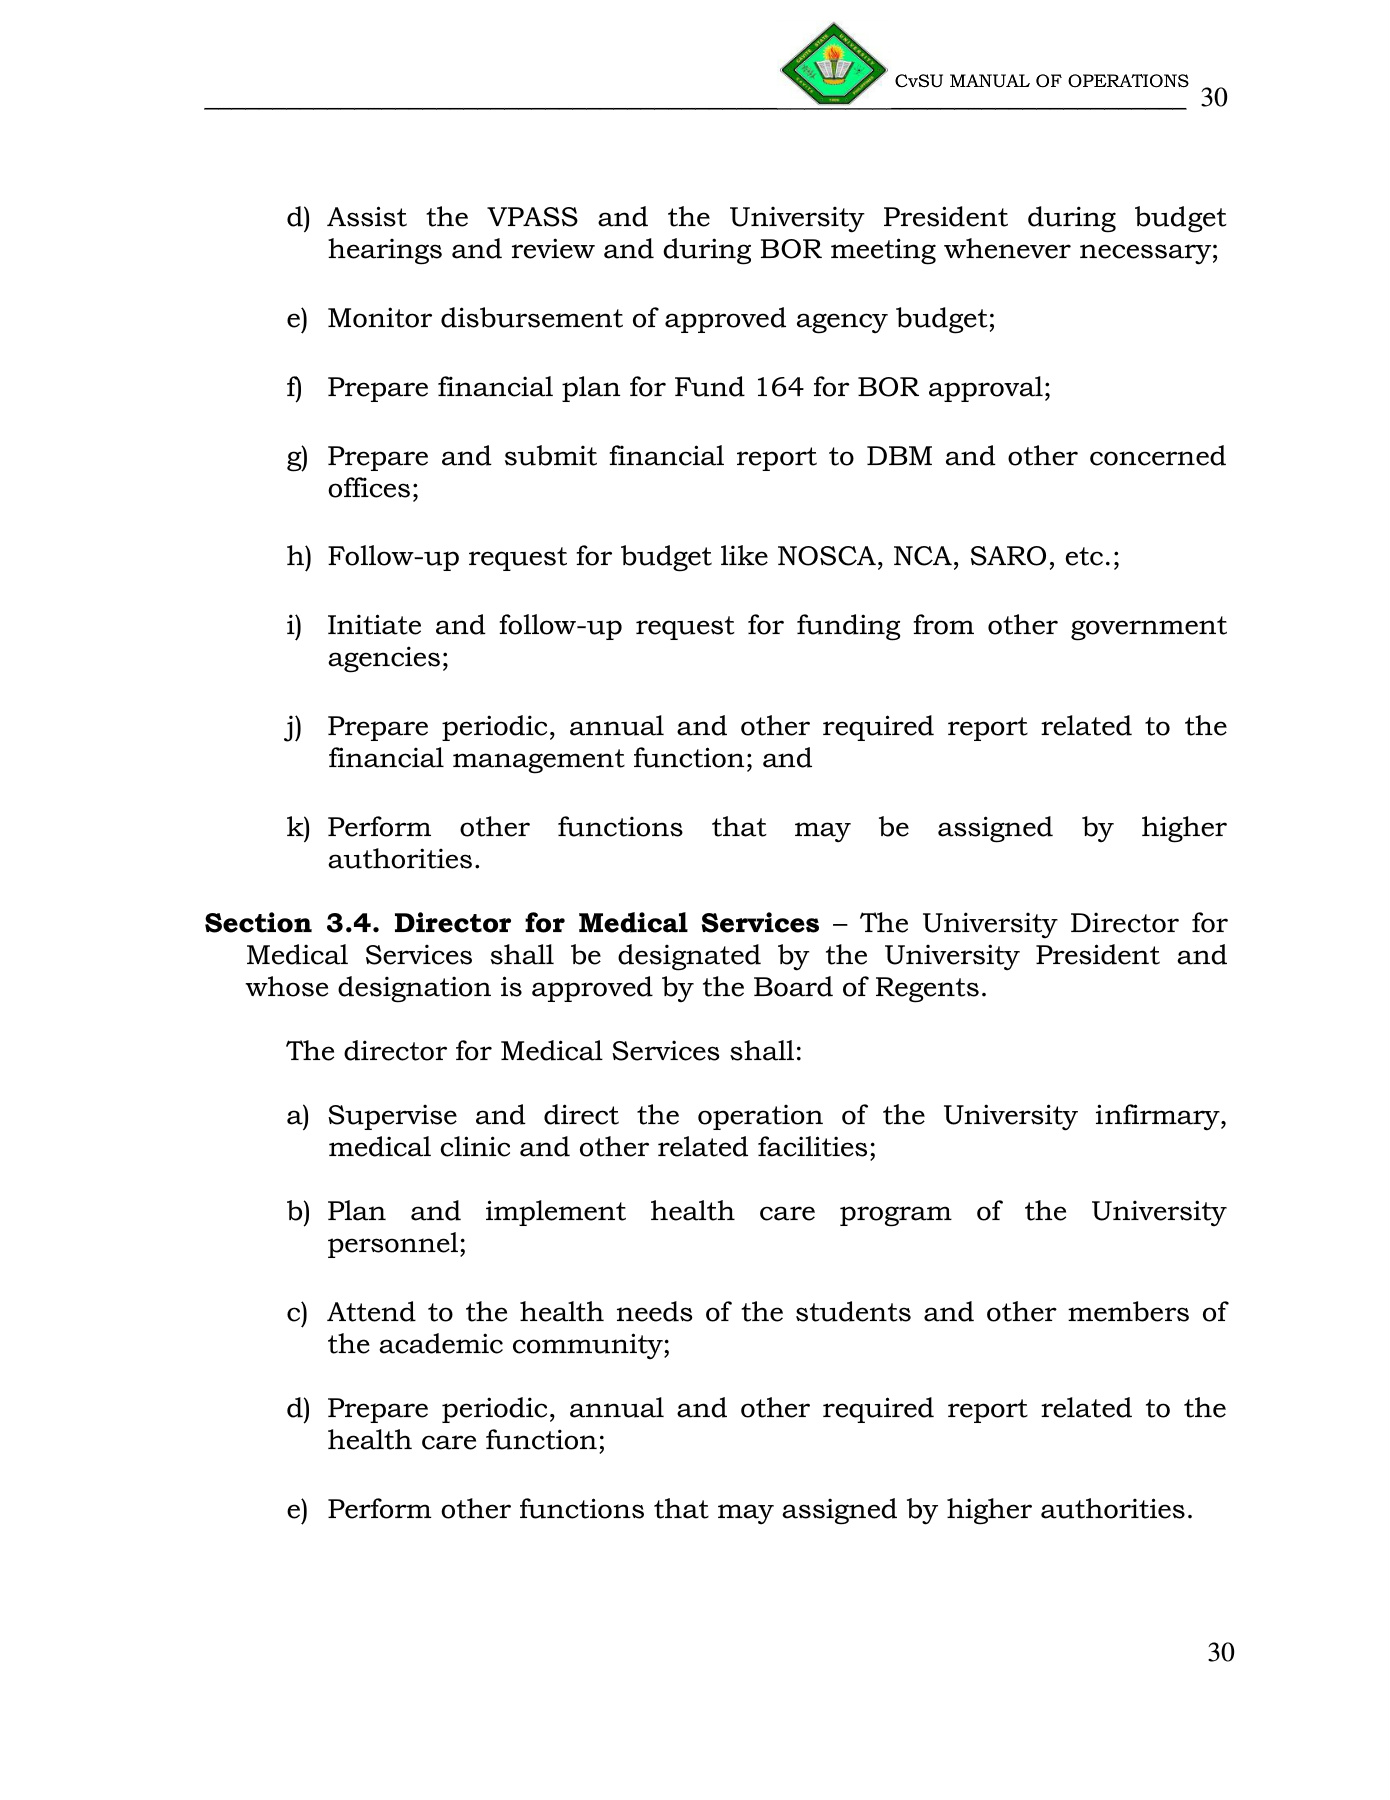 CvSU MANUAL OF OPERATIONS 30
d) Assist the VPASS and the University President during budget
hearings and review and during BOR meeting whenever necessary;
e) Monitor disbursement of approved agency budget;
f) Prepare financial plan for Fund 164 for BOR approval;
g) Prepare and submit financial report to DBM and other concerned
offices;
h) Follow-up request for budget like NOSCA, NCA, SARO, etc.;
i) Initiate and follow-up request for funding from other government
agencies;
j) Prepare periodic, annual and other required report related to the
financial management function; and
k) Perform other functions that may be assigned by higher
authorities.
Section 3.4. Director for Medical Services – The University Director for
Medical Services shall be designated by the University President and
whose designation is approved by the Board of Regents.
The director for Medical Services shall:
a) Supervise and direct the operation of the University infirmary,
medical clinic and other related facilities;
b) Plan and implement health care program of the University
personnel;
c) Attend to the health needs of the students and other members of
the academic community;
d) Prepare periodic, annual and other required report related to the
health care function;
e) Perform other functions that may assigned by higher authorities.
30